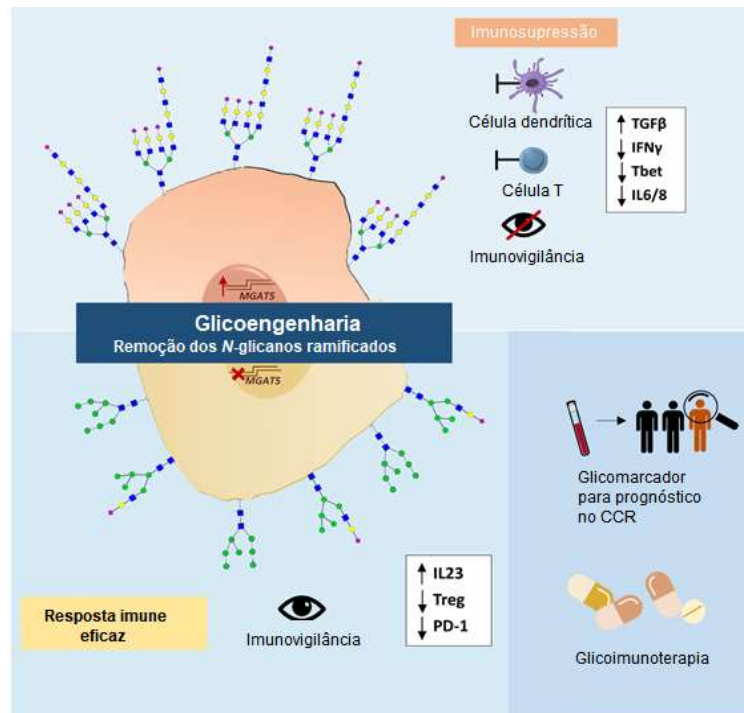 Imunosupressão
Célula dendrítica
Célula T
Imunovigilância
↑ TGFβ
↓ IFNγ
↓ Tbet
↓ IL6/8
MGAT5
Glicoengenharia
Remoção dos N-glicanos ramificados
MGAT5
Resposta imune
eficaz
Imunovigilância
↑ IL23
↓ Treg
↓ PD-1
Glicomarcador
para prognóstico
no CCR
Glicoimunoterapia